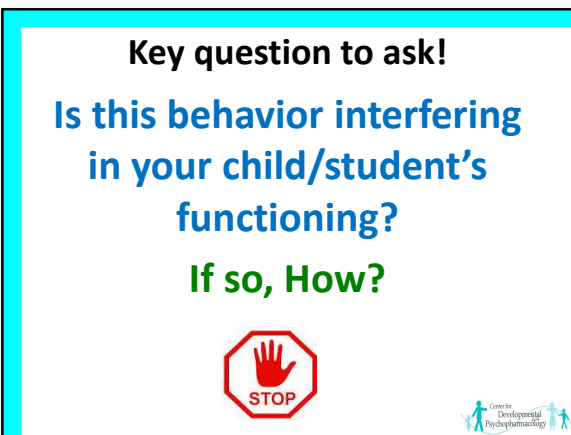 Key question to ask!
Is this behavior interfering
in your child/student’s
functioning?
If so, How?
STOP
Center for
Developmental
Psychopharmacology